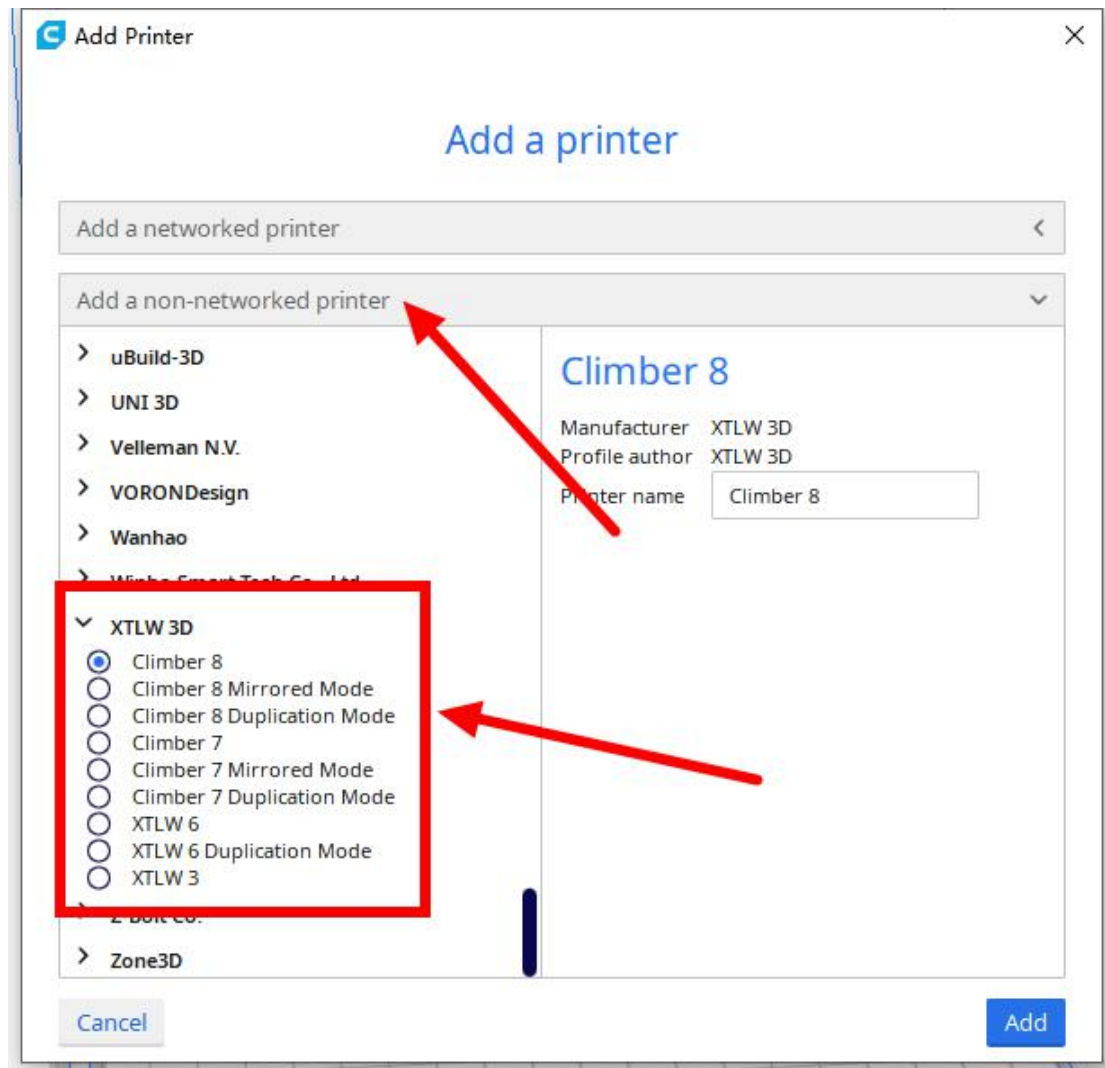 Add Printer
Add a printer
Add a networked printer
Add a non-networked printer
uBuild-3D
UNI 3D
Velleman N.V.
VORONDesign
Wanhao
XTLW 3D
Climber 8
Climber 8 Mirrored Mode
Climber 8 Duplication Mode
Climber 7
Climber 7 Mirrored Mode
Climber 7 Duplication Mode
XTLW 6
XTLW 6 Duplication Mode
XTLW 3
Zone3D
Climber 8
Manufacturer XTLW 3D
Profile author XTLW 3D
Printer name Climber 8
Cancel
Add